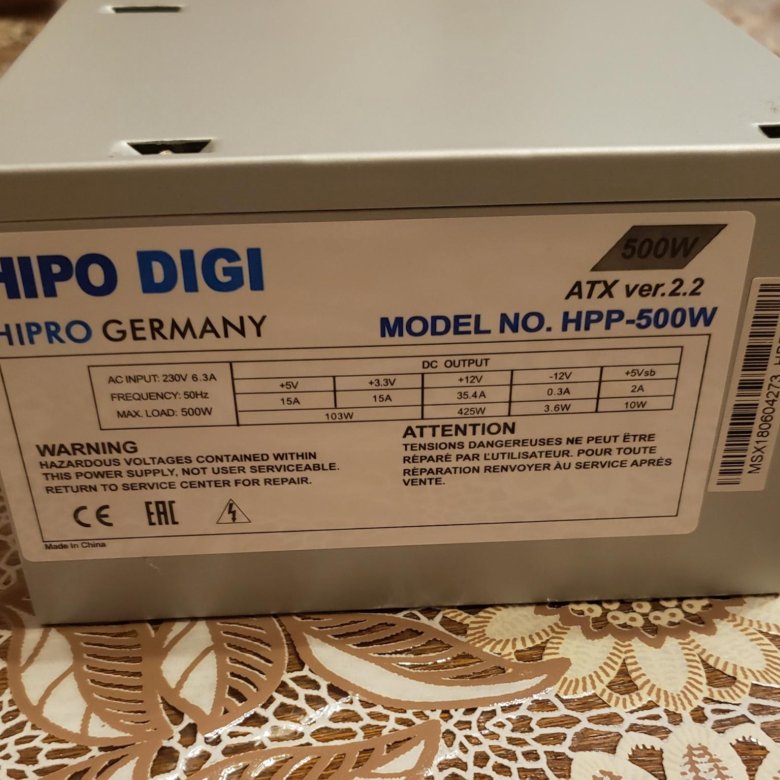 HIPO DIGI
HIPRO GERMANY
500W
ATX ver.2.2
MODEL NO. HPP-500W
AC INPUT: 230V 6.3A
FREQUENCY: 50Hz
MAX. LOAD: 500W
DC OUTPUT
+5V +3.3V +12V -12V +5Vsb
15A 15A 35.4A 0.3A 2A
103W 425W 3.6W 10W
WARNING
HAZARDOUS VOLTAGES CONTAINED WITHIN
THIS POWER SUPPLY, NOT USER SERVICEABLE.
RETURN TO SERVICE CENTER FOR REPAIR.
ATTENTION
TENSIONS DANGEREUSES NE PEUT ÊTRE
RÉPARÉ PAR L'UTILISATEUR. POUR TOUTE
RÉPARATION RENVOYER ÀU SERVICE APRÉS
VENTE.
CE EAC
Made in China
MSX180604273